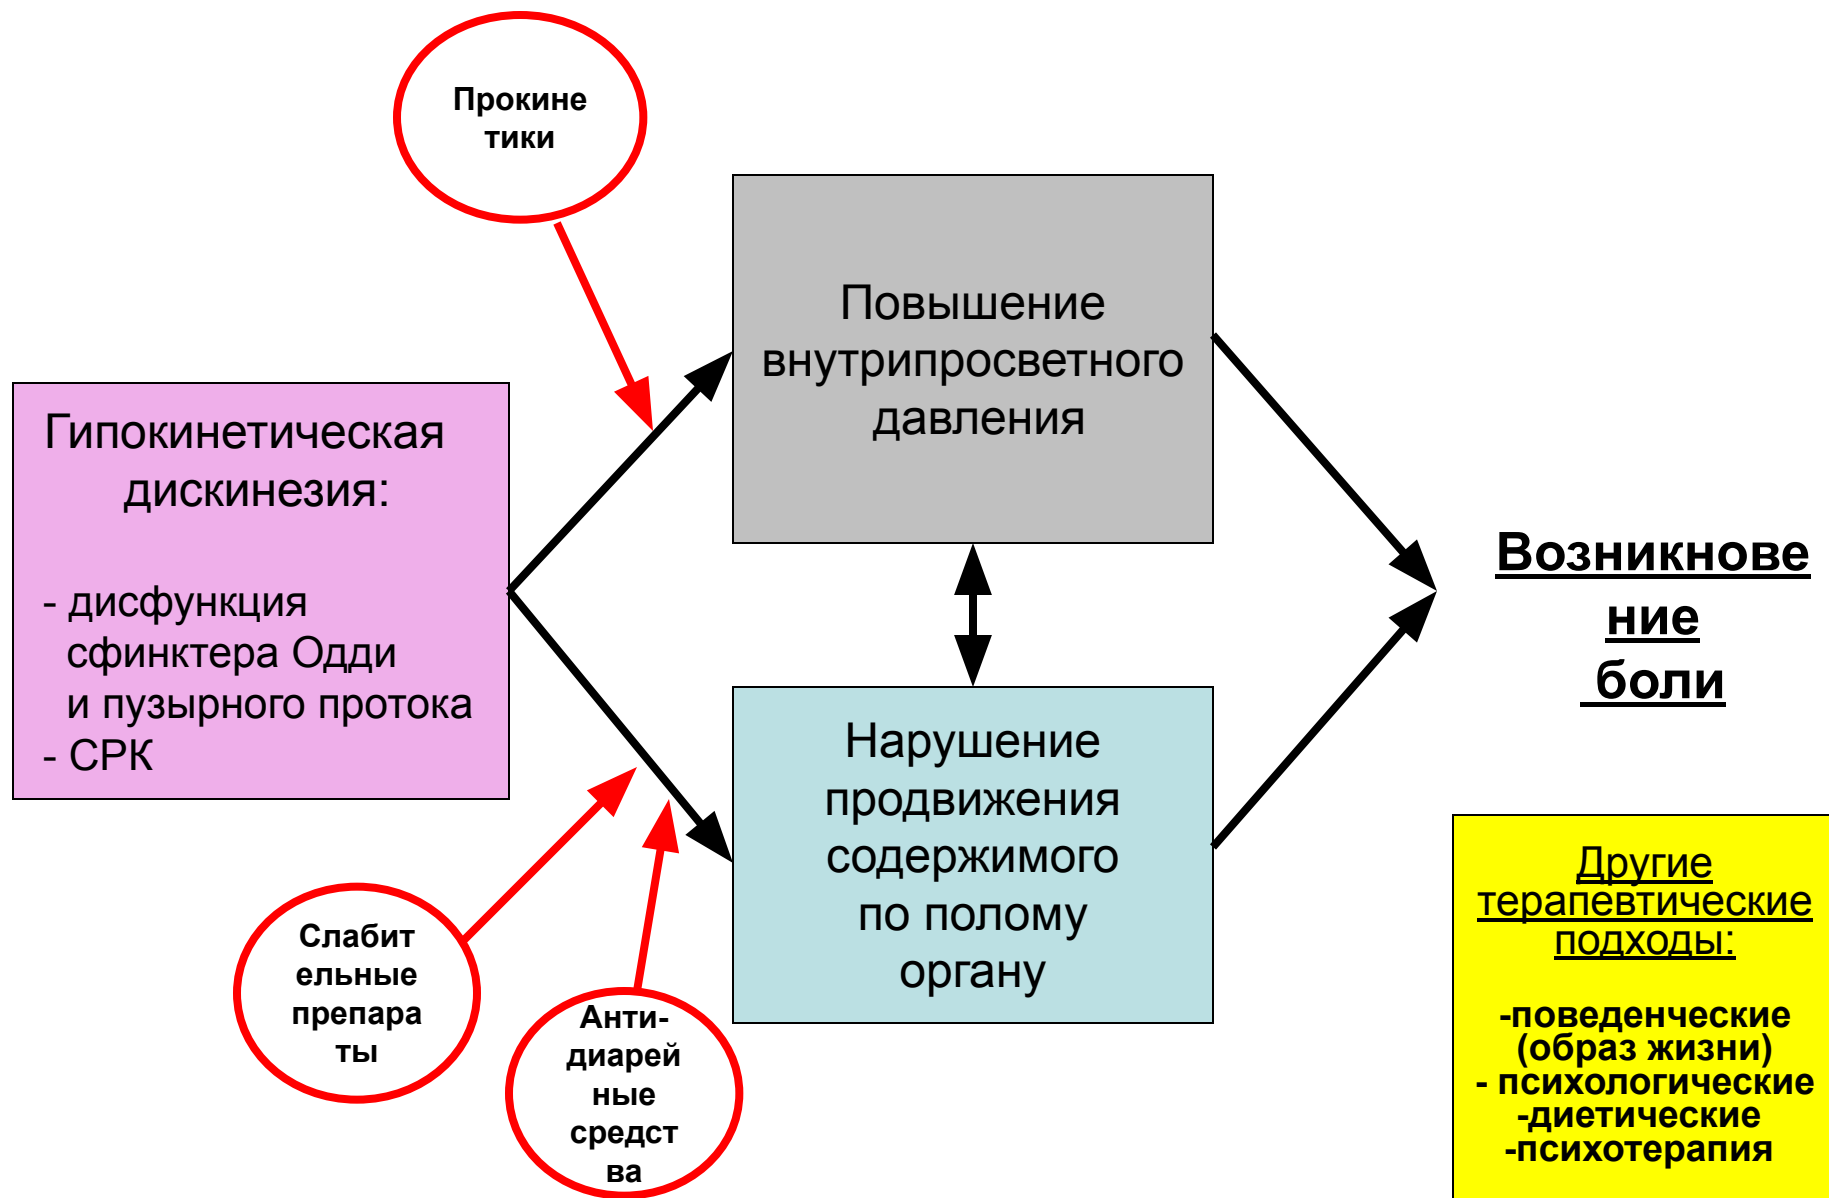 Прокине
тики
Повышение
внутрипросветного
давления
Гипокинетическая
дискинезия:
- дисфункция
сфинктера Одди
и пузырного протока
- СРК
Возникнове
ние
боли
Нарушение
продвижения
содержимого
по полому
органу
Слабит
ельные
препара
ты
Анти-
диарей
ные
средст
ва
Другие
терапевтические
подходы:
-поведенческие
(образ жизни)
- психологические
-диетические
-психотерапия